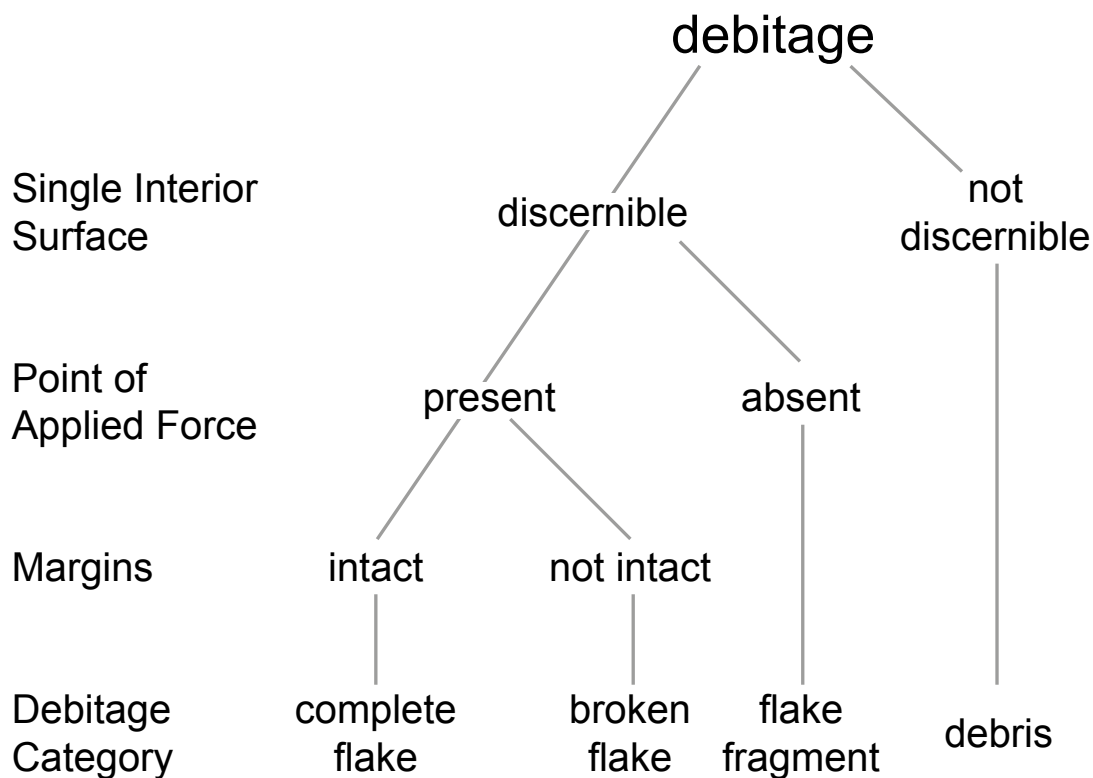 debitage
Single Interior
Surface
discernible
not
discernible
Point of
Applied Force
present
absent
Margins
intact
not intact
Debitage
Category
complete
flake
broken
flake
flake
fragment
debris